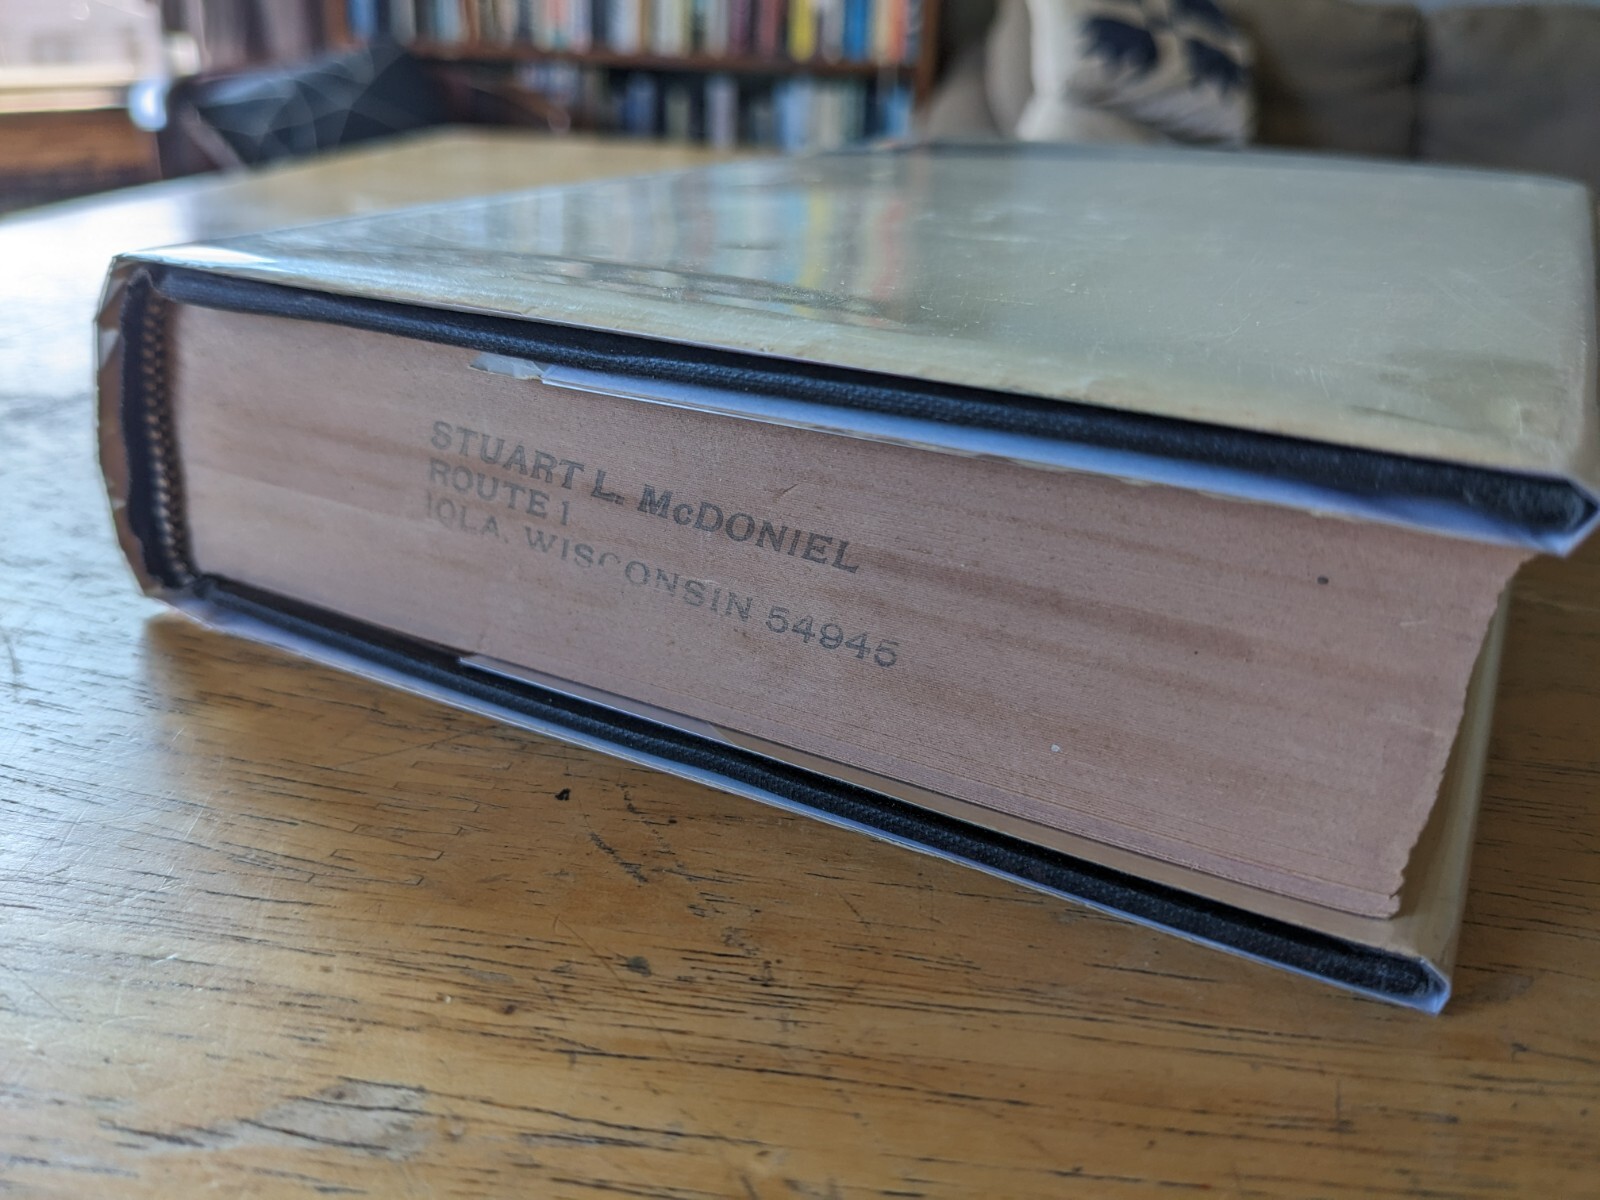 STUART L. McDONIEL
ROUTE 1
IOLA, WISCONSIN 54945